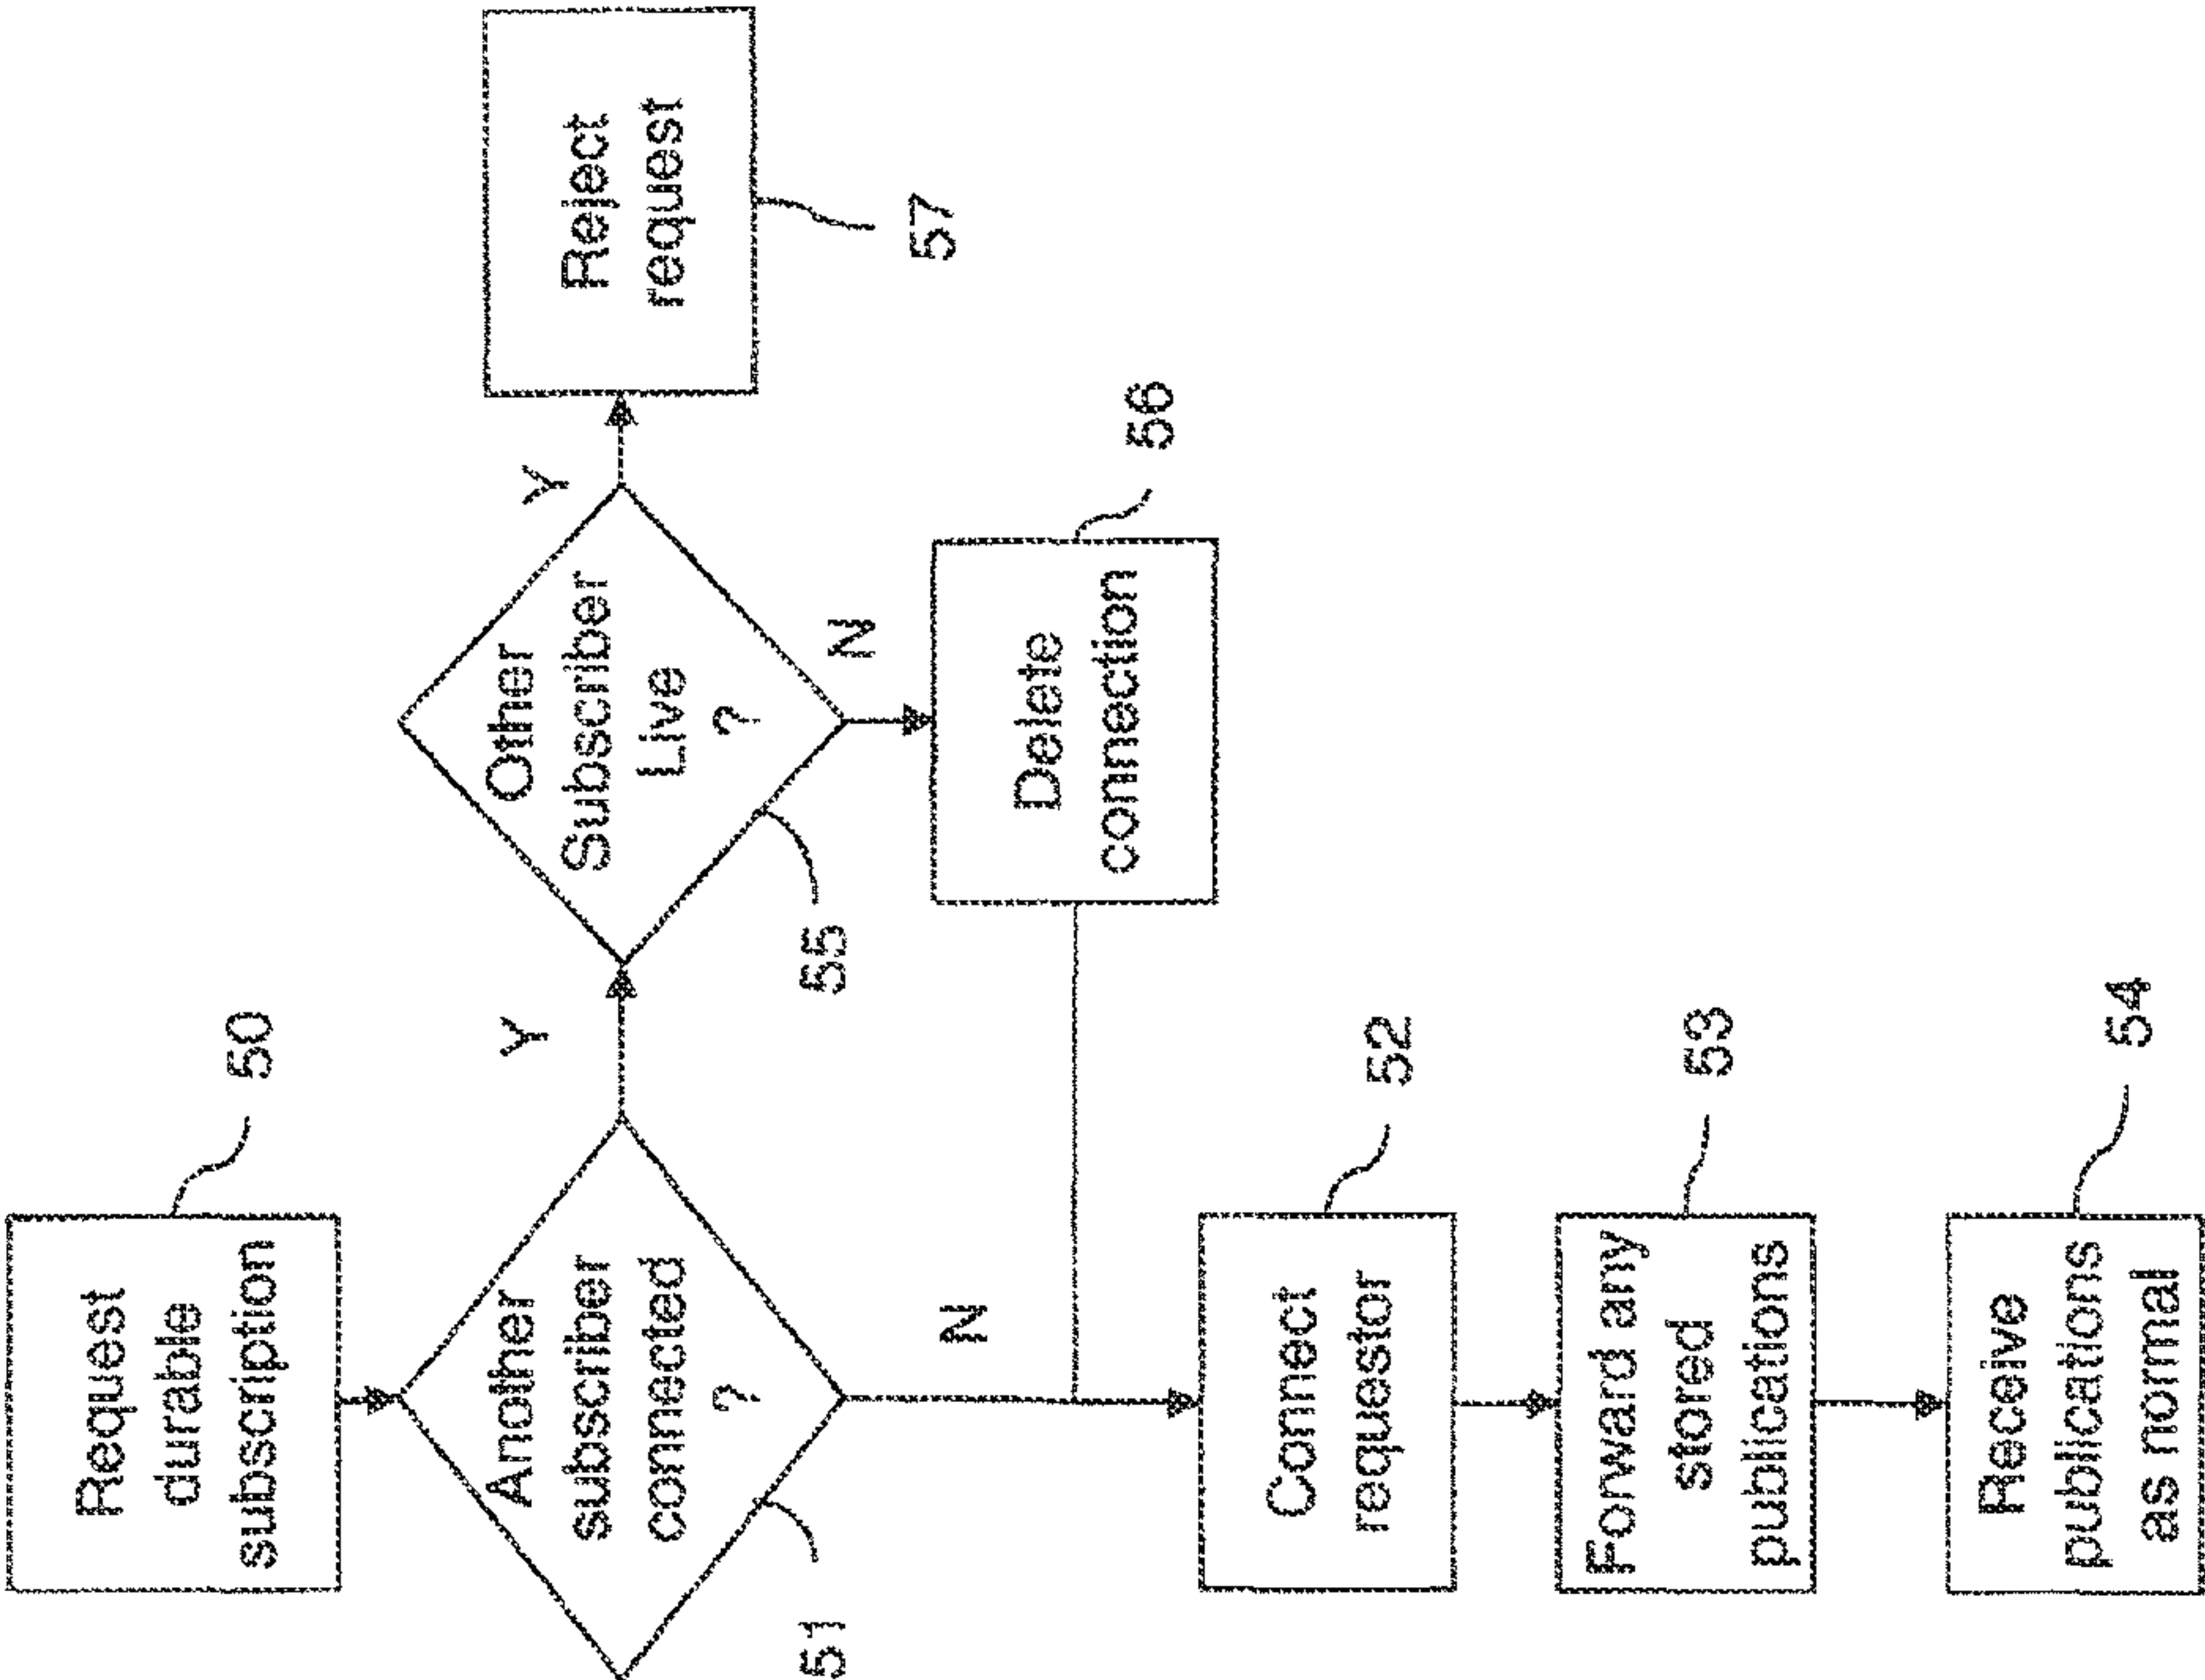 Request
durable
subscription
50
Another
subscriber
connected
?
51
Y
N
Other
Subscriber
Live
?
55
Y
N
Reject
request
57
Delete
connection
56
Connect
requestor
52
Forward any
stored
publications
53
Receive
publications
as normal
54